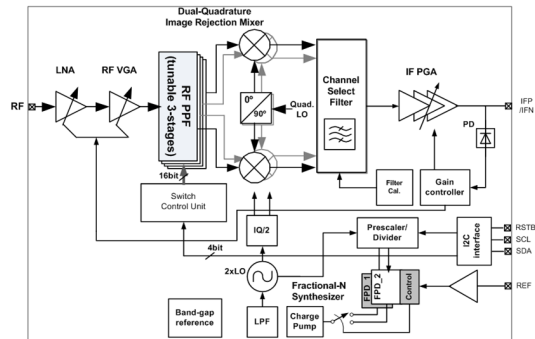 Dual-Quadrature
Image Rejection Mixer
LNA
RF VGA
RF
RF PPF
(tunable 3-stages)
0º
90º
Quad.
LO
Channel
Select
Filter
IF PGA
IFP
/IFN
PD
16bit
Switch
Control Unit
Filter
Cal.
Gain
controller
4bit
IQ/2
Prescaler/
Divider
I2C
interface
RSTB
SCL
SDA
2xLO
Fractional-N
Synthesizer
FPD_1
FPD_2
Control
REF
Band-gap
reference
LPF
Charge
Pump